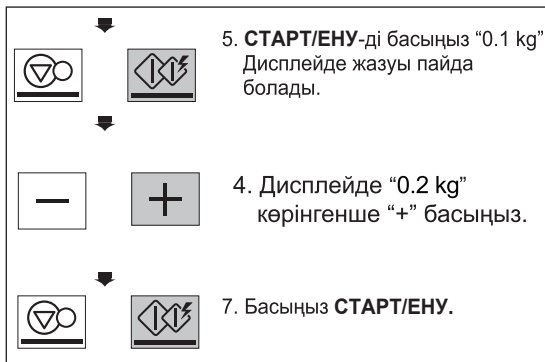 5. СТАРТ/ЕНУ-ді басыңыз “0.1 kg”
Дисплейде жазуы пайда
болады.
4. Дисплейде “0.2 kg”
көрінгенше “+” басыңыз.
7. Басыңыз СТАРТ/ЕНУ.